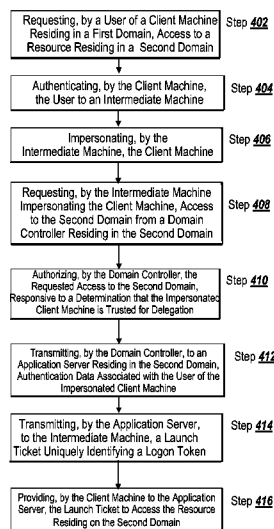 Requesting, by a User of a Client Machine
Residing in a First Domain, Access to a
Resource Residing in a Second Domain
Step 402
Authenticating, by the Client Machine,
the User to an Intermediate Machine
Step 404
Impersonating, by the
Intermediate Machine, the Client Machine
Step 406
Requesting, by the Intermediate Machine
Impersonating the Client Machine, Access
to the Second Domain from a Domain
Controller Residing in the Second Domain
Step 408
Authorizing, by the Domain Controller, the
Requested Access to the Second Domain,
Responsive to a Determination that the Impersonated
Client Machine is Trusted for Delegation
Step 410
Transmitting, by the Domain Controller, to an
Application Server Residing in the Second Domain,
Authentication Data Associated with the User of the
Impersonated Client Machine
Step 412
Transmitting, by the Application Server,
to the Intermediate Machine, a Launch
Ticket Uniquely Identifying a Logon Token
Step 414
Providing, by the Client Machine to the Application
Server, the Launch Ticket to Access the Resource
Residing on the Second Domain
Step 416